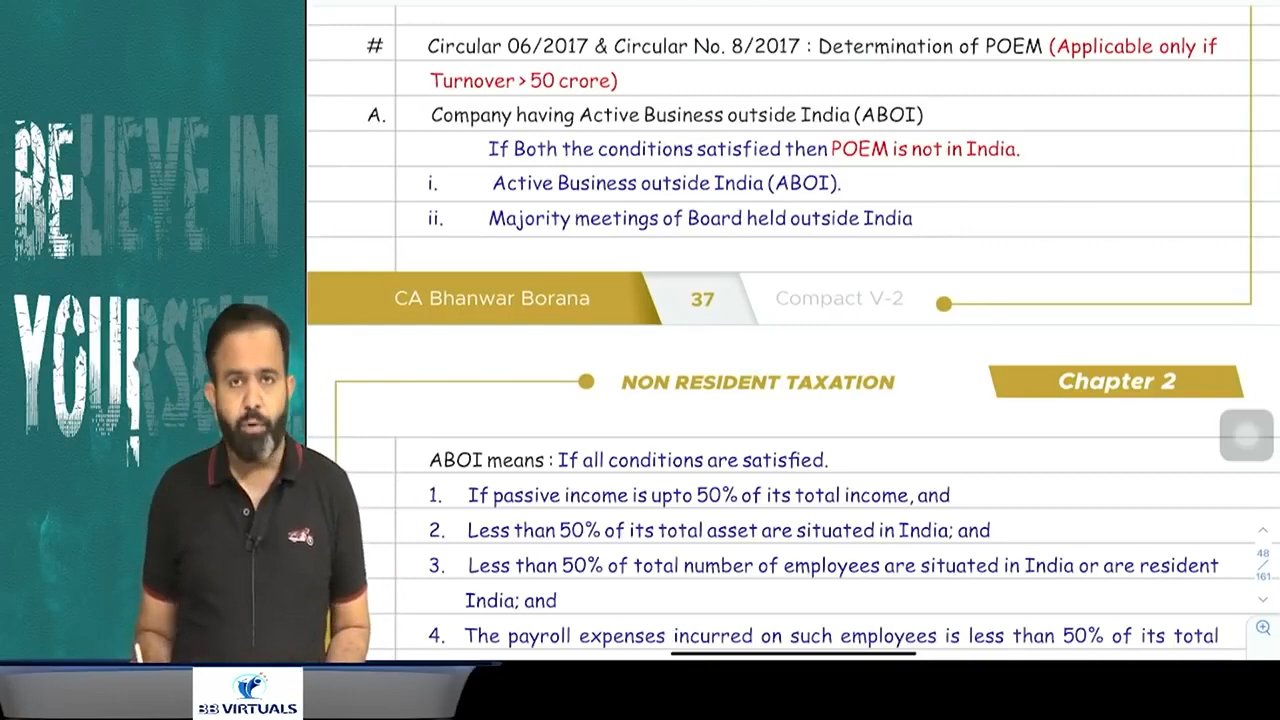 BELIEVE IN
YOURSELF
# Circular 06/2017 & Circular No. 8/2017 : Determination of POEM (Applicable only if
Turnover > 50 crore)
A. Company having Active Business outside India (ABOI)
If Both the conditions satisfied then POEM is not in India.
i. Active Business outside India (ABOI).
ii. Majority meetings of Board held outside India
CA Bhanwar Borana 37 Compact V-2
NON RESIDENT TAXATION Chapter 2
ABOI means : If all conditions are satisfied.
1. If passive income is upto 50% of its total income, and
2. Less than 50% of its total asset are situated in India; and
3. Less than 50% of total number of employees are situated in India or are resident
India; and
4. The payroll expenses incurred on such employees is less than 50% of its total
48
/
161
BB VIRTUALS